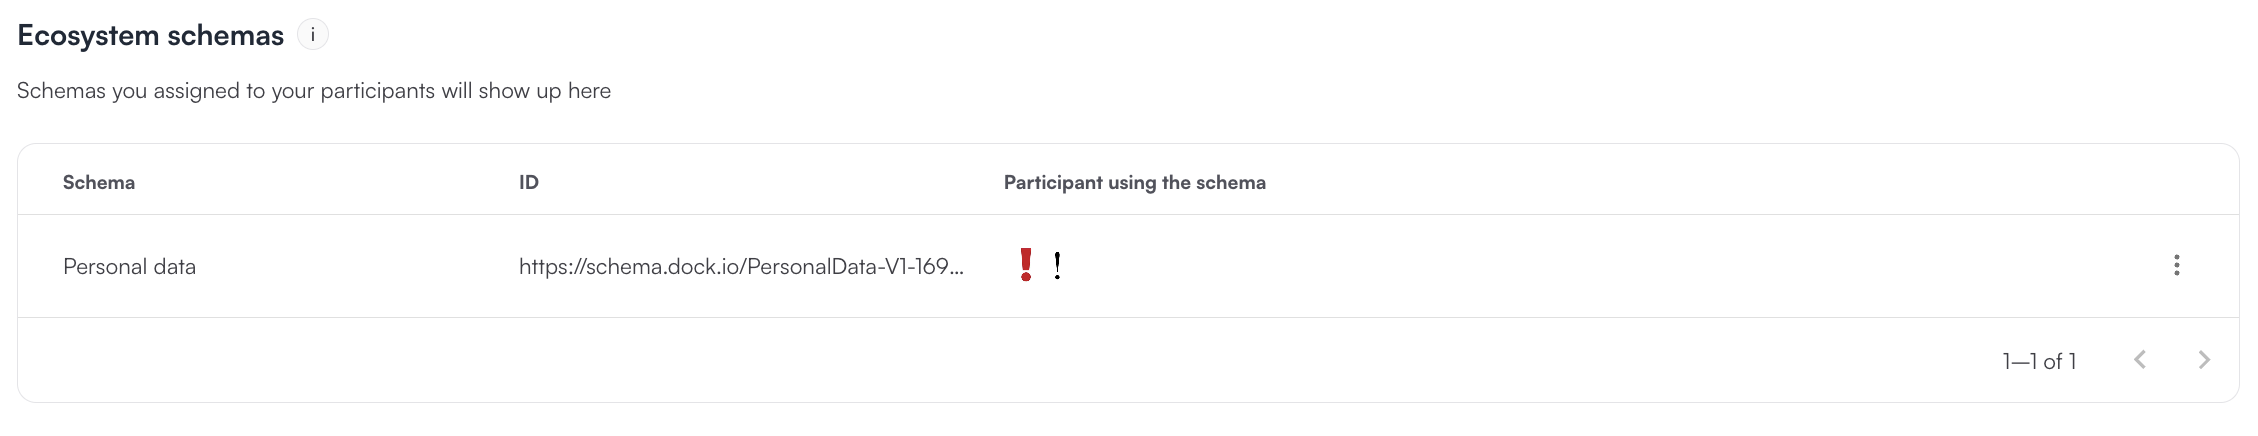 Ecosystem schemas i
Schemas you assigned to your participants will show up here
Schema ID Participant using the schema
Personal data https://schema.dock.io/PersonalData-V1-169... ❗ !
1–1 of 1